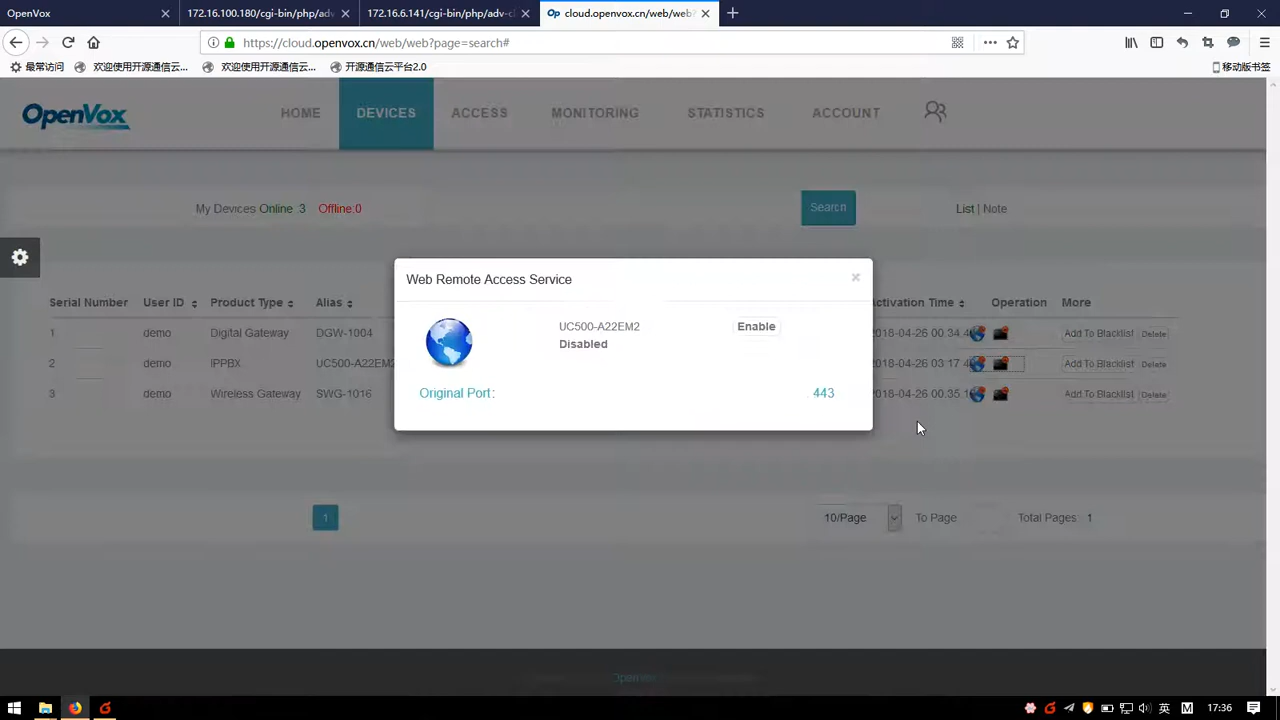 OpenVox
172.16.100.180/cgi-bin/php/adv
172.16.6.141/cgi-bin/php/adv-c
Op cloud.openvox.cn/web/web?
https://cloud.openvox.cn/web/web?page=search#
最常访问
欢迎使用开源通信云...
欢迎使用开源通信云...
开源通信云平台2.0
移动版书签
OpenVox
HOME
DEVICES
ACCESS
MONITORING
STATISTICS
ACCOUNT
My Devices Online :3 Offline:0
Search
List | Note
Web Remote Access Service
×
Serial Number
User ID
Product Type
Alias
Activation Time
Operation
More
UC500-A22EM2
Enable
Disabled
1 demo Digital Gateway DGW-1004
2018-04-26 00.34.4
Add To Blacklist Delete
2 demo IPPBX UC500-A22EM2
2018-04-26 03 17 4
Add To Blacklist Delete
3 demo Wireless Gateway SWG-1016
2018-04-26 00.35.1
Add To Blacklist Delete
Original Port:
443
1
10/Page
To Page
Total Pages: 1
英
M
17:36